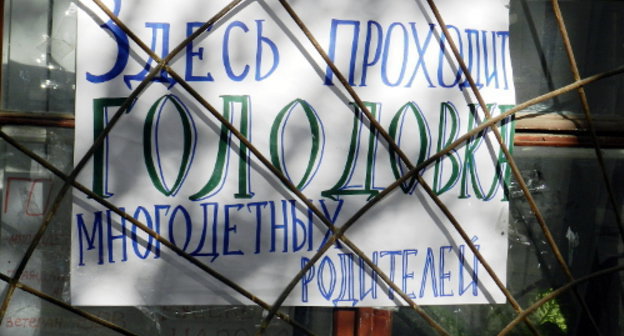 Здесь проходит
ГОЛОДОВКА
МНОГОДЕТНЫХ
РОДИТЕЛЕЙ